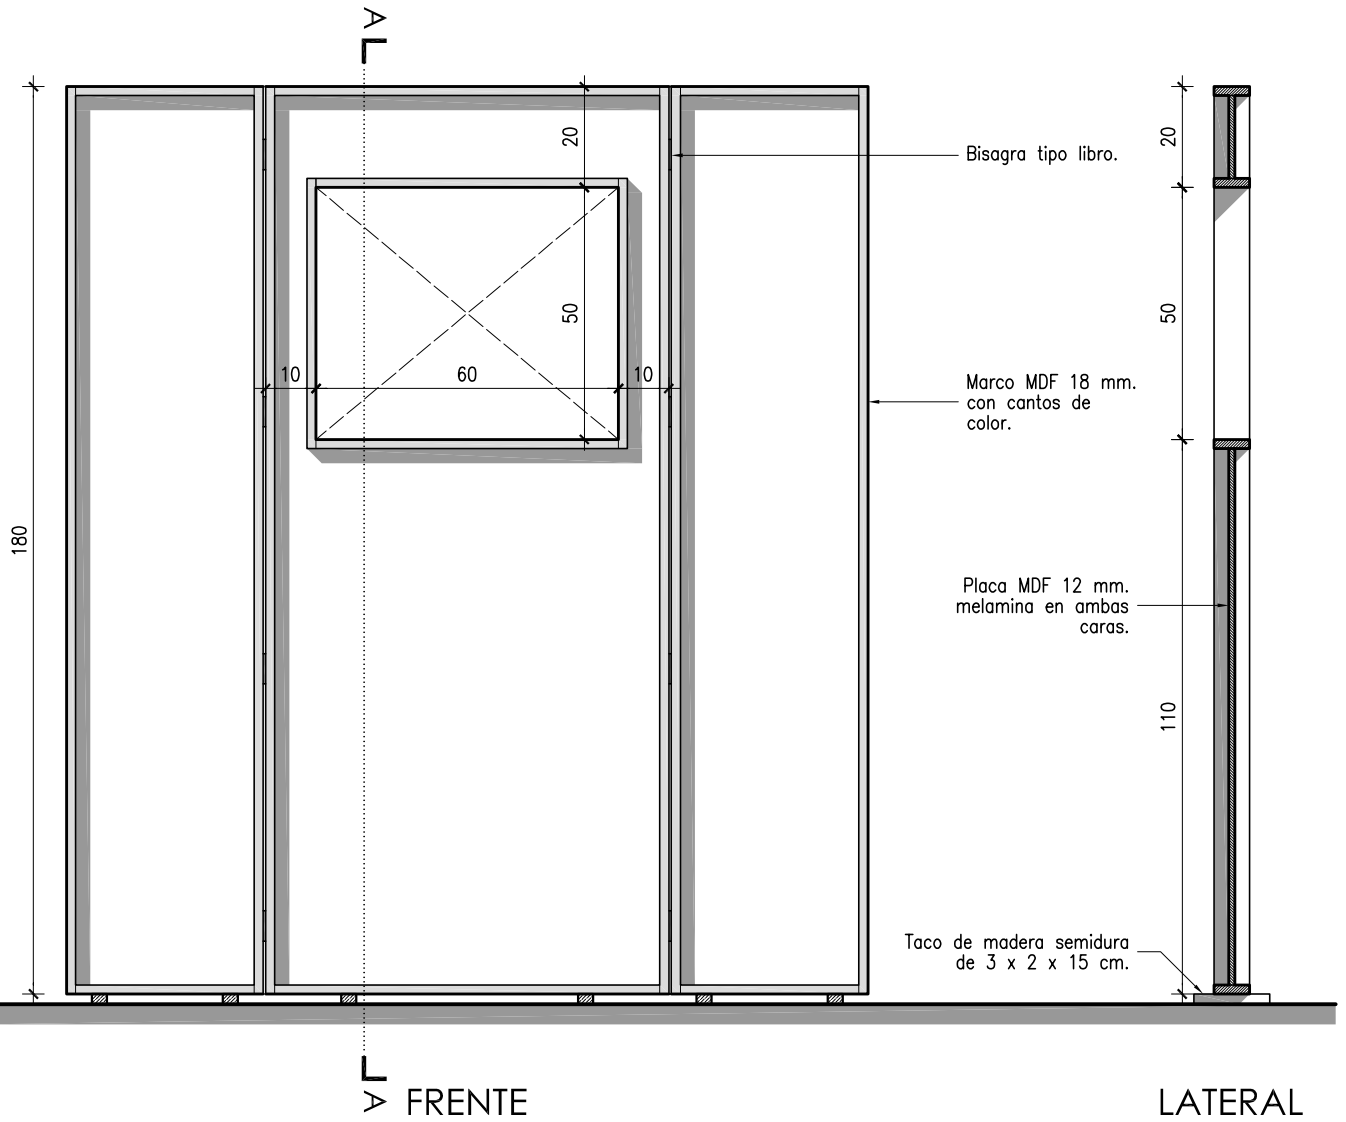 A
20
Bisagra tipo libro.
20
50
50
10
60
10
Marco MDF 18 mm.
con cantos de
color.
180
Placa MDF 12 mm.
melamina en ambas
caras.
110
Taco de madera semidura
de 3 x 2 x 15 cm.
A
FRENTE
LATERAL